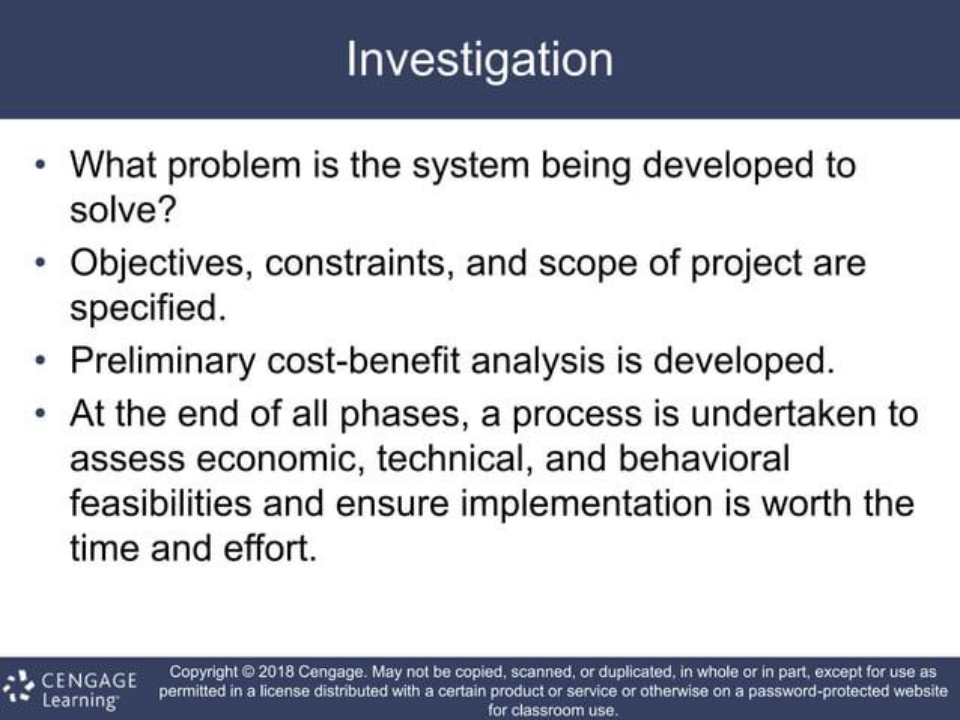 Investigation
• What problem is the system being developed to
solve?
• Objectives, constraints, and scope of project are
specified.
• Preliminary cost-benefit analysis is developed.
• At the end of all phases, a process is undertaken to
assess economic, technical, and behavioral
feasibilities and ensure implementation is worth the
time and effort.
CENGAGE
Learning™
Copyright © 2018 Cengage. May not be copied, scanned, or duplicated, in whole or in part, except for use as
permitted in a license distributed with a certain product or service or otherwise on a password-protected website
for classroom use.